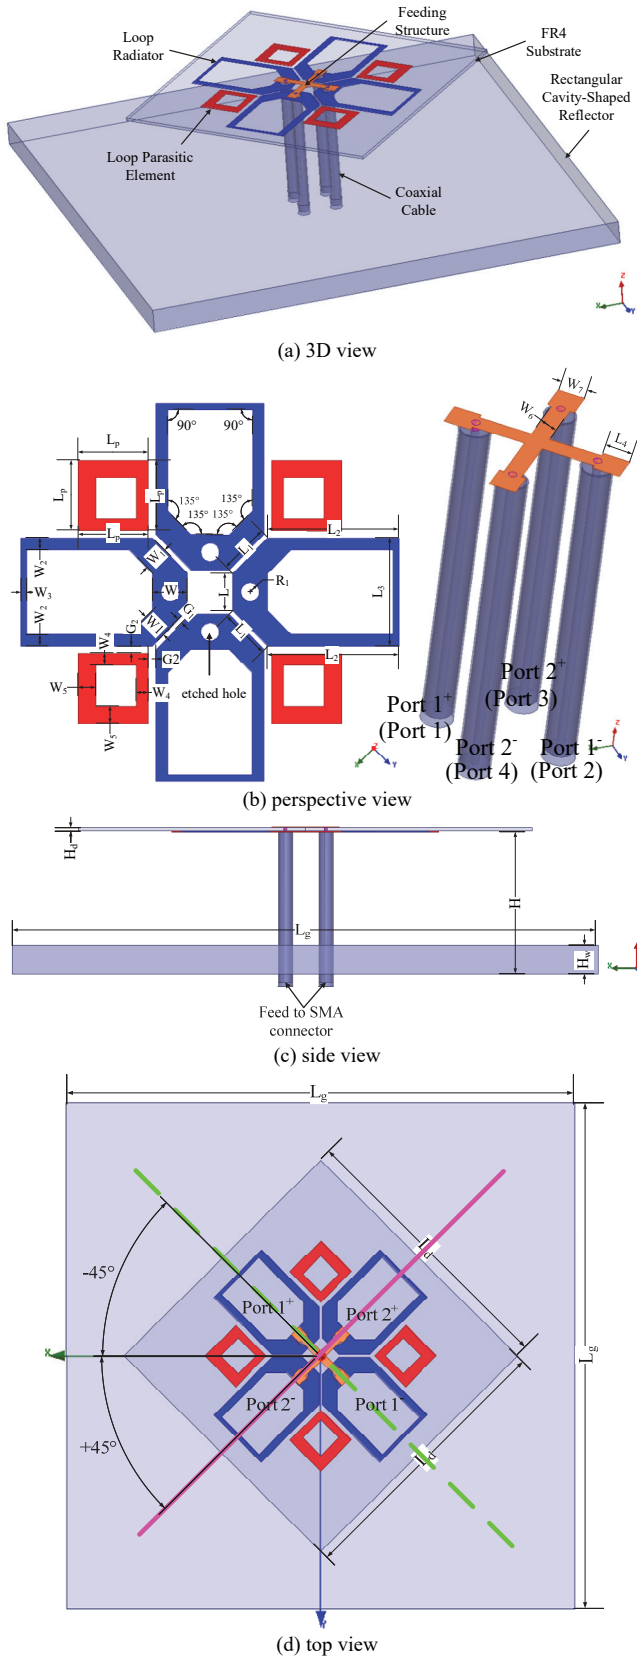 Feeding
Structure
Loop
Radiator
FR4
Substrate
Rectangular
Cavity-Shaped
Reflector
Loop Parasitic
Element
Coaxial
Cable
Z
X
Y
(a) 3D view
90°
90°
Lp
Lp
Lp
Lp
135°
135°
135°
135°
W1
L1
L2
W2
W3
W2
W
L
R1
L3
G1
W1
L1
G2
W4
G2
L2
W5
W4
W5
etched hole
W7
W6
L4
Port 1+
(Port 1)
Port 2+
(Port 3)
Port 2-
(Port 4)
Port 1-
(Port 2)
X
Y
Z
X
Y
(b) perspective view
Hd
H
Lg
Hw
X
Feed to SMA
connector
(c) side view
Lg
Ld
-45°
Port 1+
Port 2+
X
Lg
Port 2-
Port 1-
+45°
Ld
Y
(d) top view